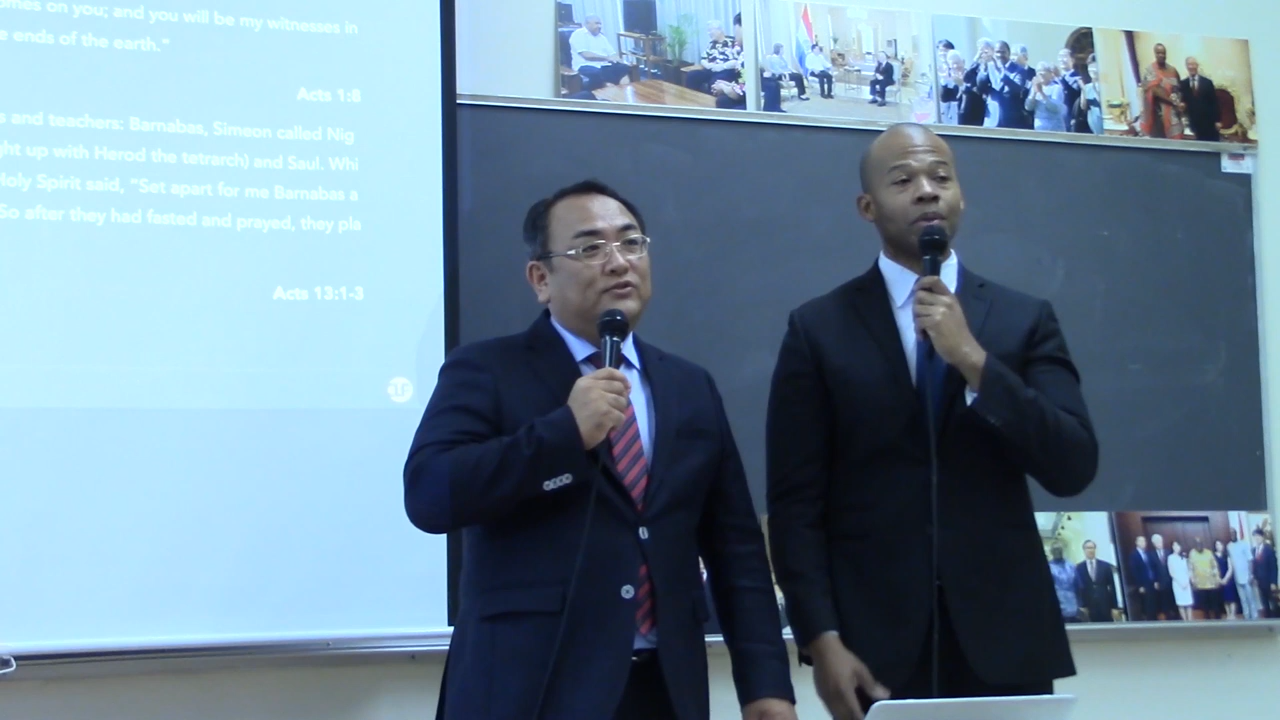 omes on you; and you will be my witnesses in
e ends of the earth."
Acts 1:8
s and teachers: Barnabas, Simeon called Nig
ght up with Herod the tetrarch) and Saul. Whi
Holy Spirit said, "Set apart for me Barnabas a
So after they had fasted and prayed, they pla
Acts 13:1-3